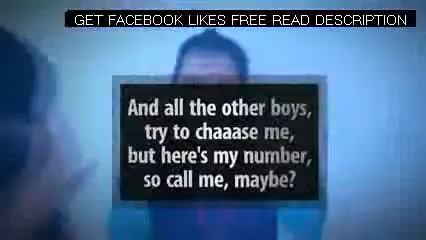 GET FACEBOOK LIKES FREE READ DESCRIPTION
And all the other boys,
try to chaaase me,
but here's my number,
so call me, maybe?